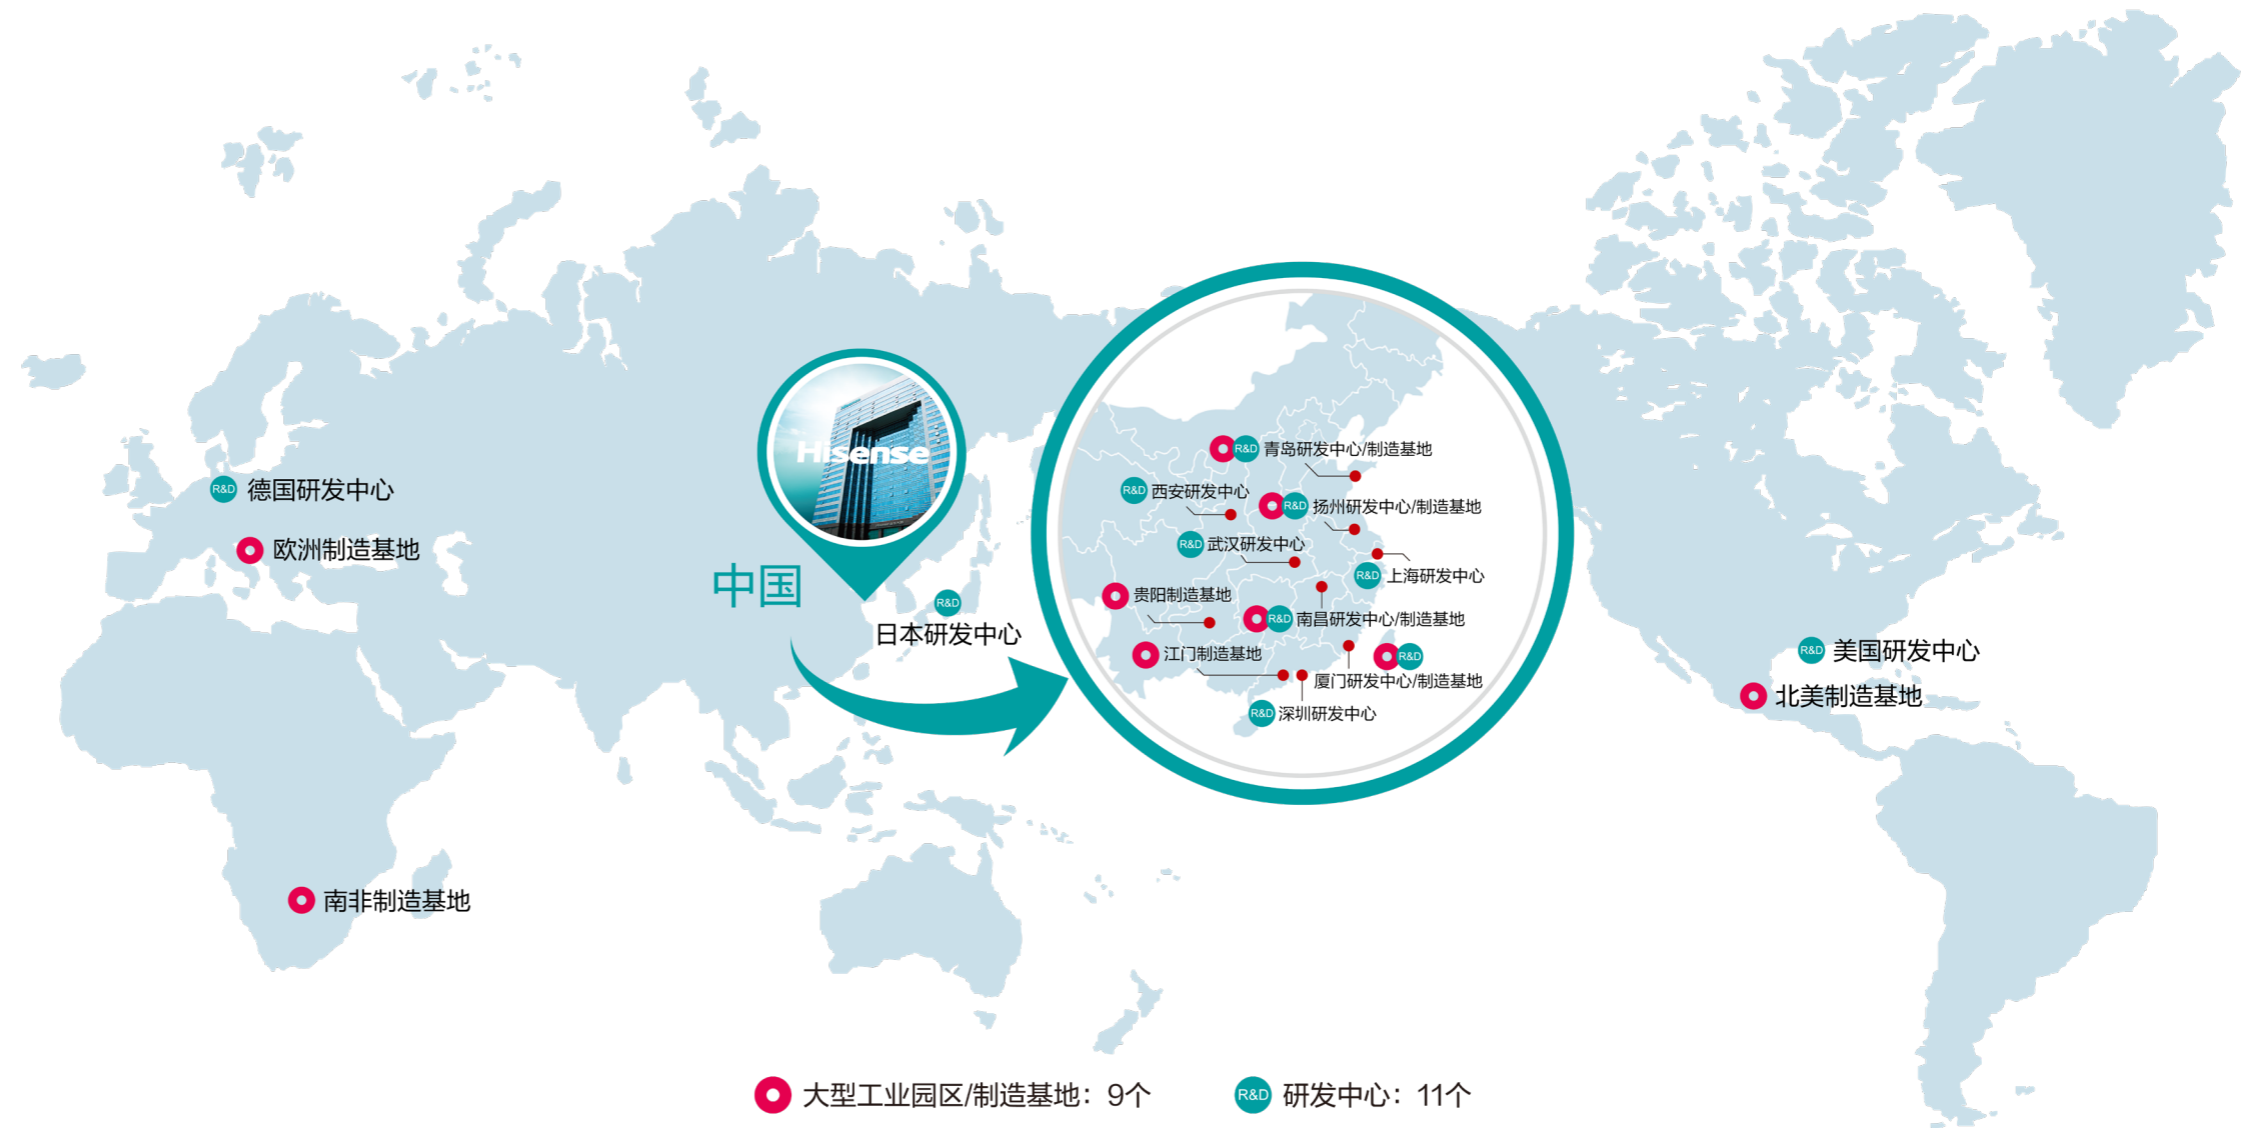 Hisense
中国
R&D 德国研发中心
欧洲制造基地
南非制造基地
R&D
日本研发中心
R&D 青岛研发中心/制造基地
R&D 西安研发中心
R&D 扬州研发中心/制造基地
R&D 武汉研发中心
R&D 上海研发中心
贵阳制造基地
R&D 南昌研发中心/制造基地
江门制造基地
R&D
厦门研发中心/制造基地
R&D 深圳研发中心
R&D 美国研发中心
北美制造基地
大型工业园区/制造基地：9个
R&D 研发中心：11个